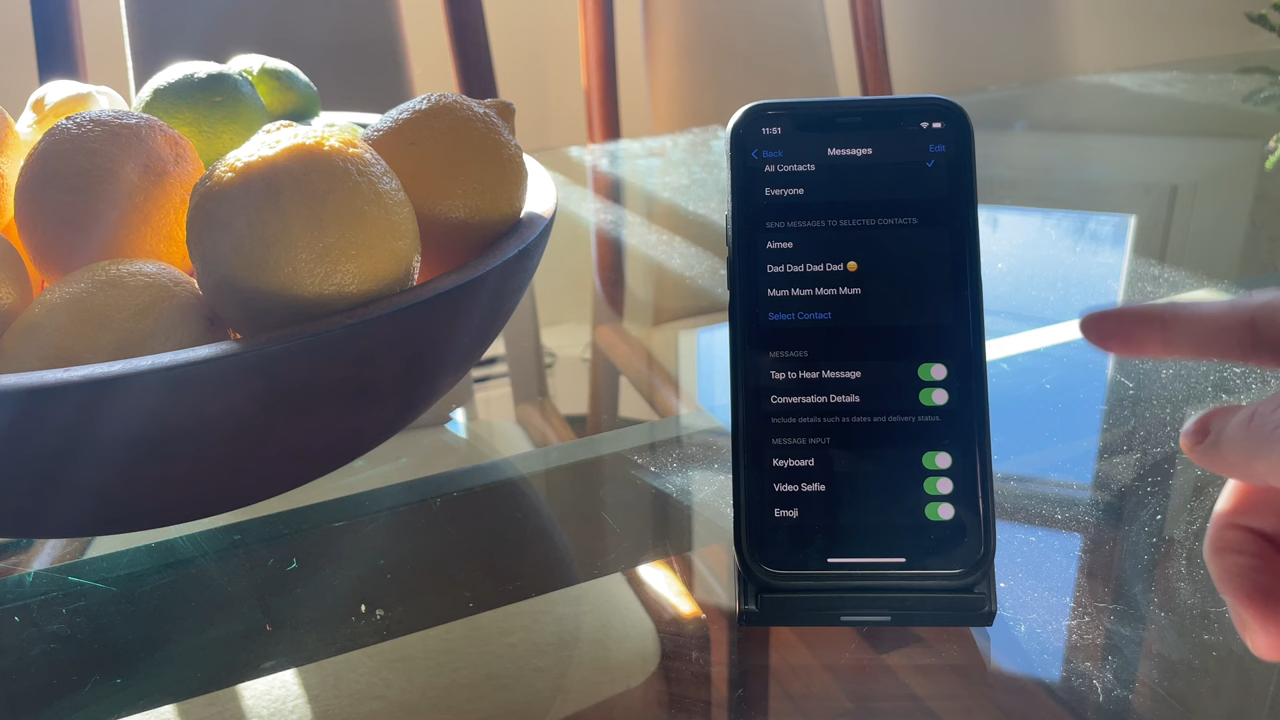 11:51
Back Messages Edit
All Contacts
Everyone
SEND MESSAGES TO SELECTED CONTACTS:
Aimee
Dad Dad Dad Dad 😑
Mum Mum Mom Mum
Select Contact
MESSAGES
Tap to Hear Message
Conversation Details
Include details such as dates and delivery status.
MESSAGE INPUT
Keyboard
Video Selfie
Emoji